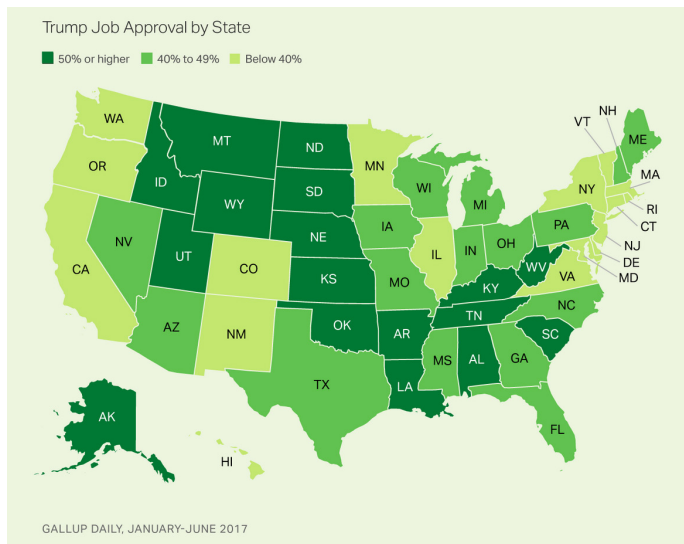 Trump Job Approval by State
50% or higher 40% to 49% Below 40%
WA
OR
CA
NV
ID
MT
WY
UT
AZ
CO
NM
ND
SD
NE
KS
OK
TX
MN
IA
MO
AR
LA
WI
IL
MI
IN
OH
KY
TN
MS
AL
GA
FL
SC
NC
VA
WV
PA
NY
VT
NH
ME
MA
RI
CT
NJ
DE
MD
AK
HI
GALLUP DAILY, JANUARY-JUNE 2017